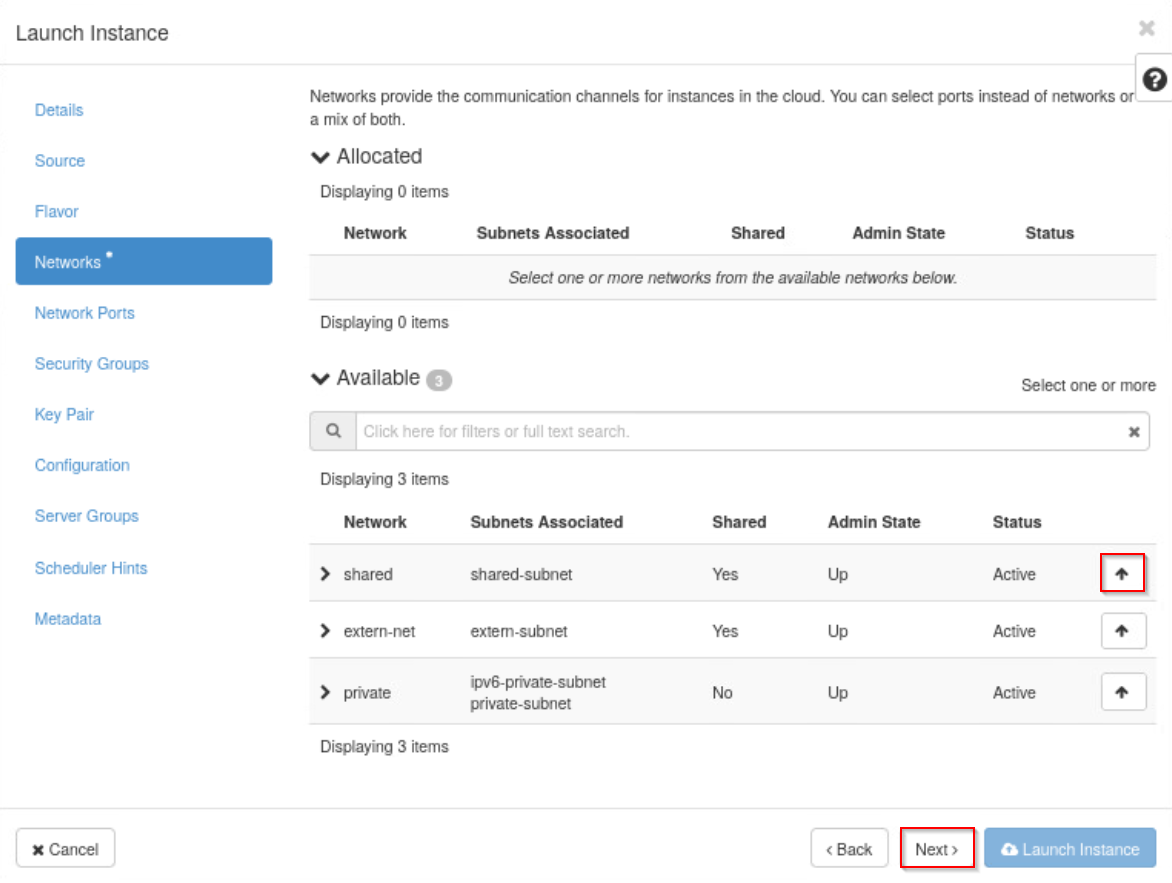 Launch Instance
Details
Source
Flavor
Networks *
Network Ports
Security Groups
Key Pair
Configuration
Server Groups
Scheduler Hints
Metadata
Networks provide the communication channels for instances in the cloud. You can select ports instead of networks or
a mix of both.
Allocated
Displaying 0 items
Network Subnets Associated Shared Admin State Status
Select one or more networks from the available networks below.
Displaying 0 items
Available 3
Select one or more
Click here for filters or full text search.
Displaying 3 items
Network Subnets Associated Shared Admin State Status
shared shared-subnet Yes Up Active
extern-net extern-subnet Yes Up Active
private ipv6-private-subnet No Up Active
private-subnet
Displaying 3 items
Cancel < Back Next > Launch Instance